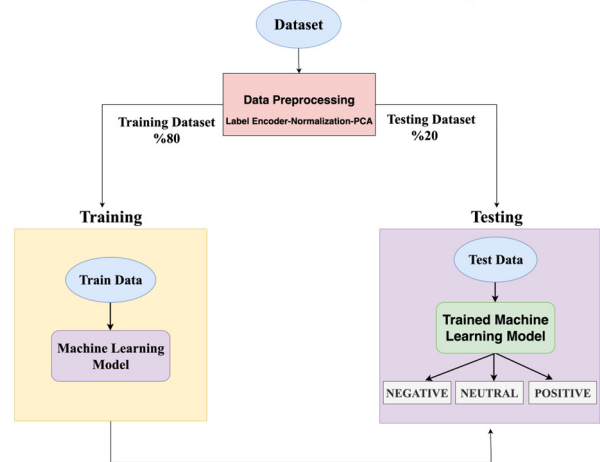 Dataset
Data Preprocessing
Label Encoder-Normalization-PCA
Training Dataset
%80
Testing Dataset
%20
Training
Train Data
Machine Learning
Model
Testing
Test Data
Trained Machine
Learning Model
NEGATIVE
NEUTRAL
POSITIVE